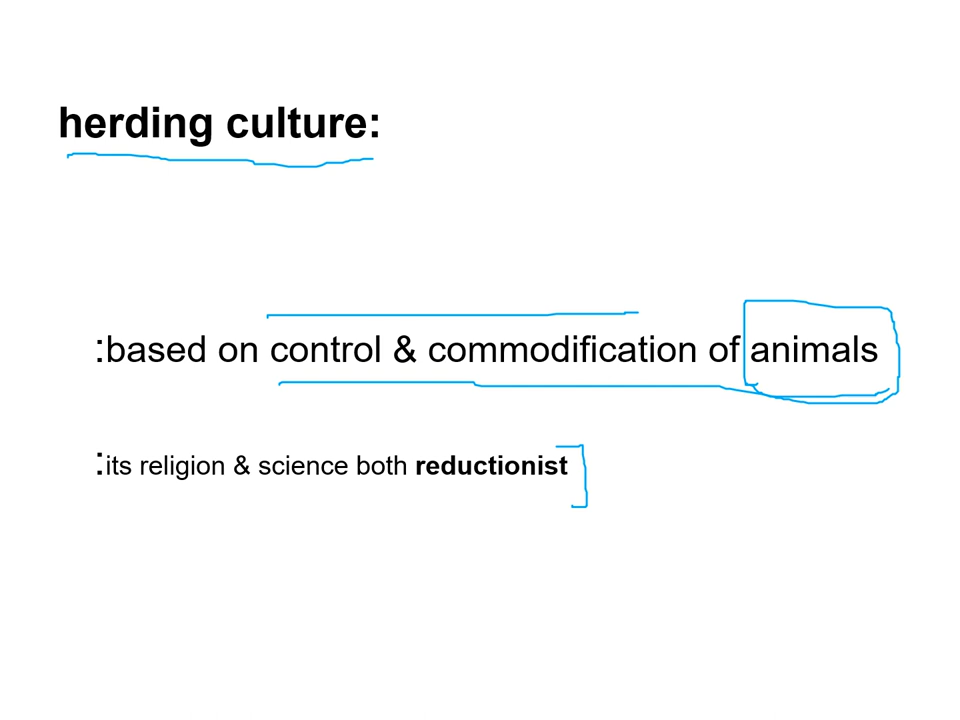 herding culture:
:based on control & commodification of animals
:its religion & science both reductionist